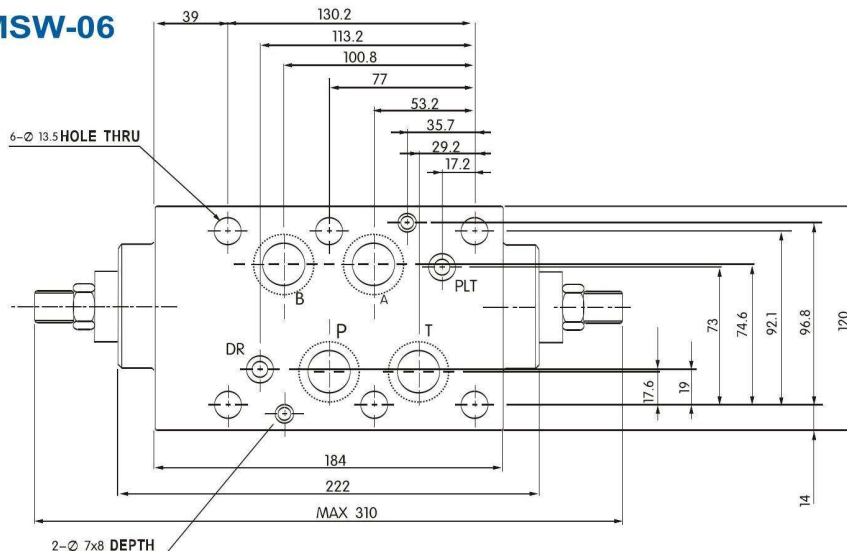 MSW-06
39
130.2
113.2
100.8
77
53.2
35.7
29.2
17.2
6-Ø 13.5 HOLE THRU
B
A
PLT
DR
P
T
17.6
19
73
74.6
92.1
96.8
120
14
184
222
MAX 310
2-Ø 7x8 DEPTH